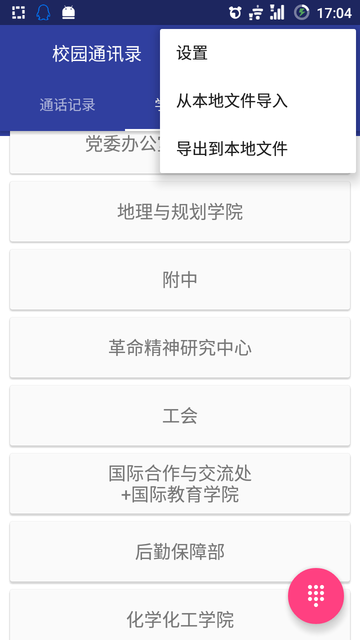 17:04
校园通讯录
设置
通话记录
从本地文件导入
导出到本地文件
党委办公
地理与规划学院
附中
革命精神研究中心
工会
国际合作与交流处
+国际教育学院
后勤保障部
化学化工学院